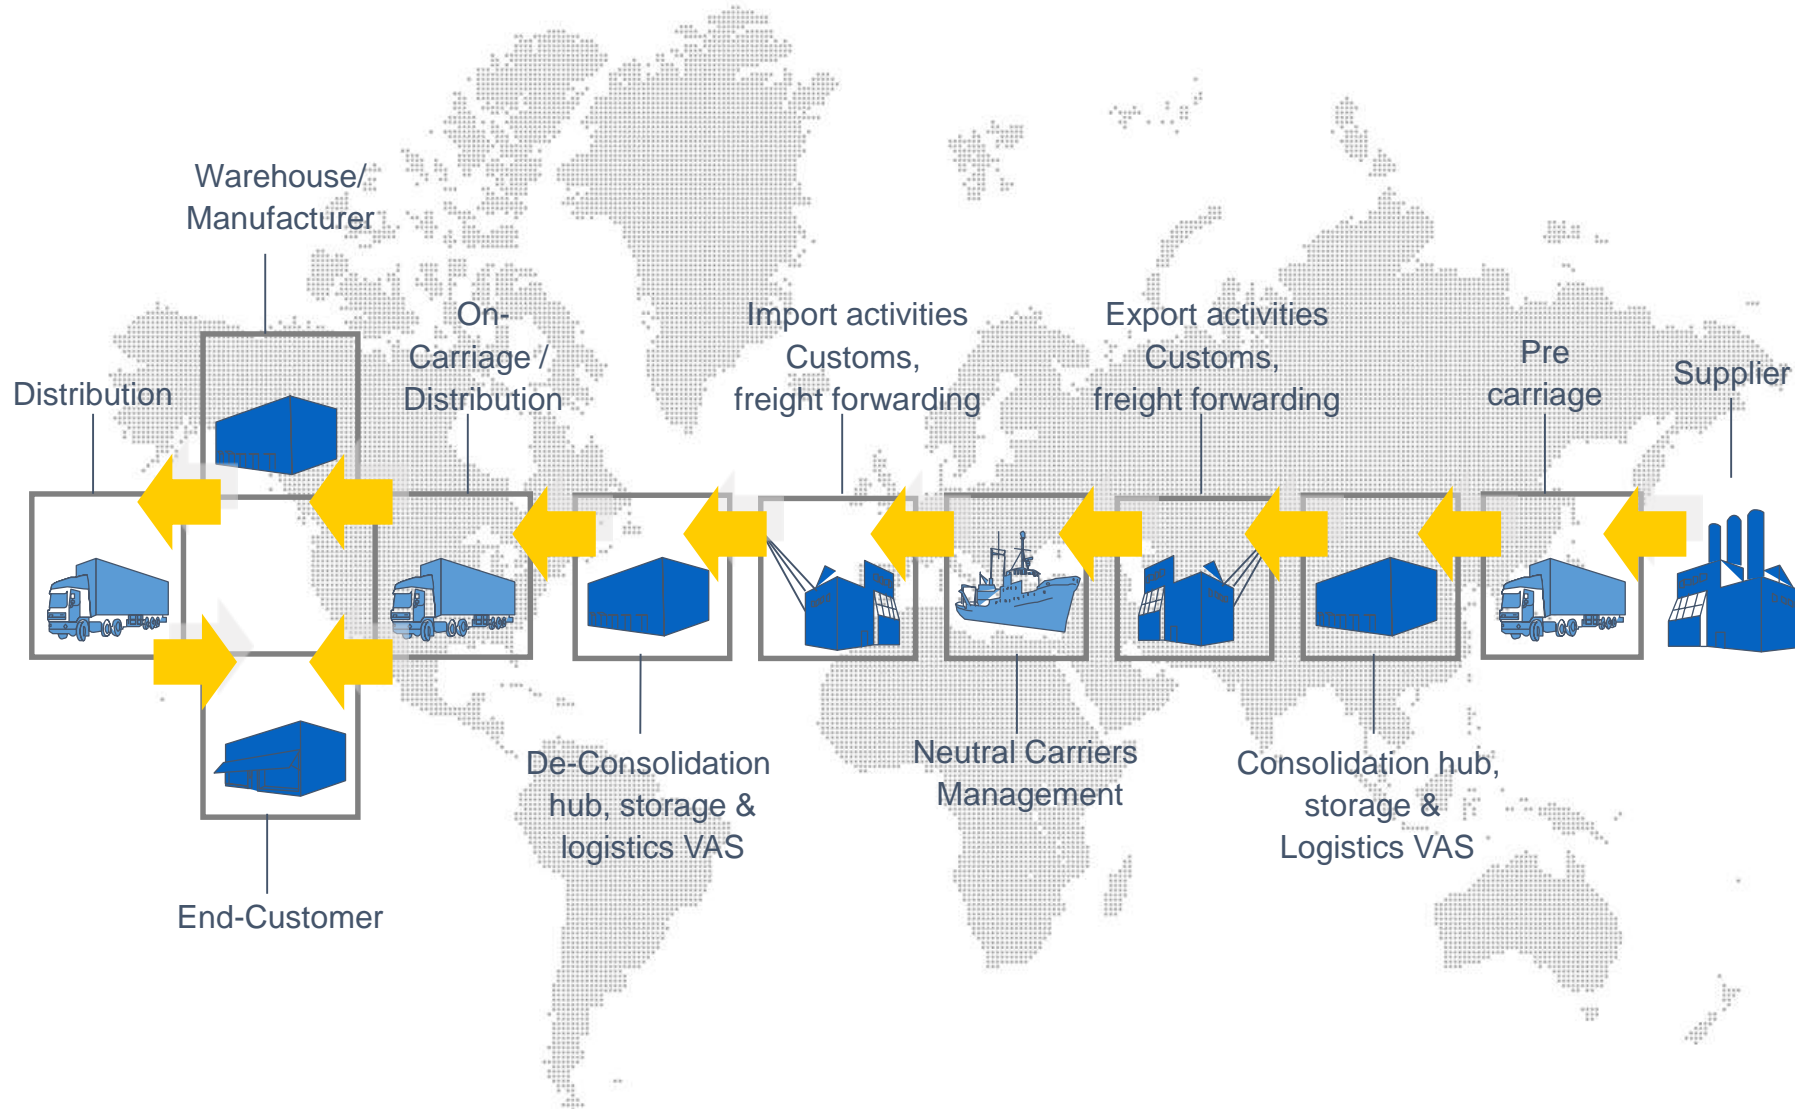 Warehouse/
Manufacturer
Distribution
On-
Carriage /
Distribution
Import activities
Customs,
freight forwarding
Export activities
Customs,
freight forwarding
Pre
carriage
Supplier
De-Consolidation
hub, storage &
logistics VAS
Neutral Carriers
Management
Consolidation hub,
storage &
Logistics VAS
End-Customer